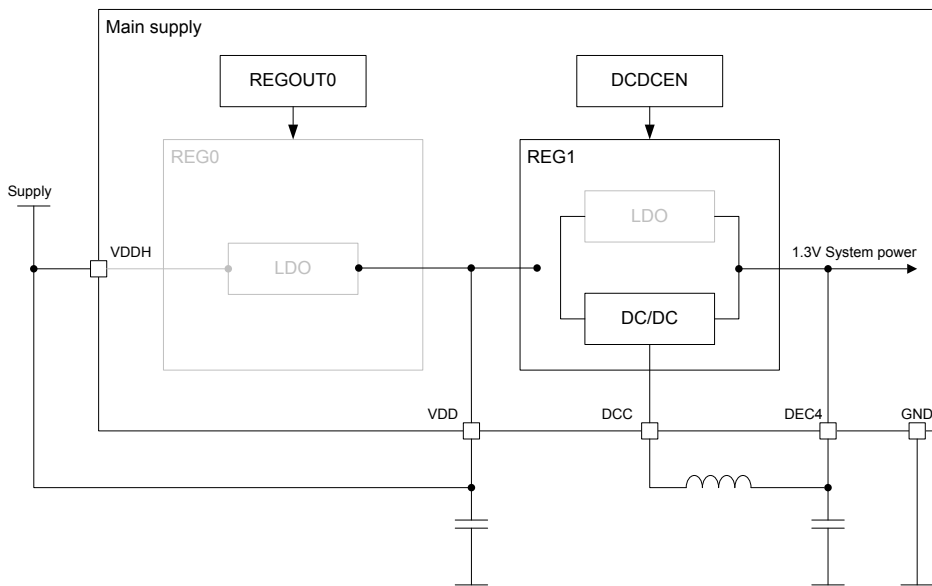 Main supply
REGOUT0
DCDCEN
REG0
REG1
Supply
LDO
VDDH
LDO
1.3V System power
DC/DC
VDD
DCC
DEC4
GND